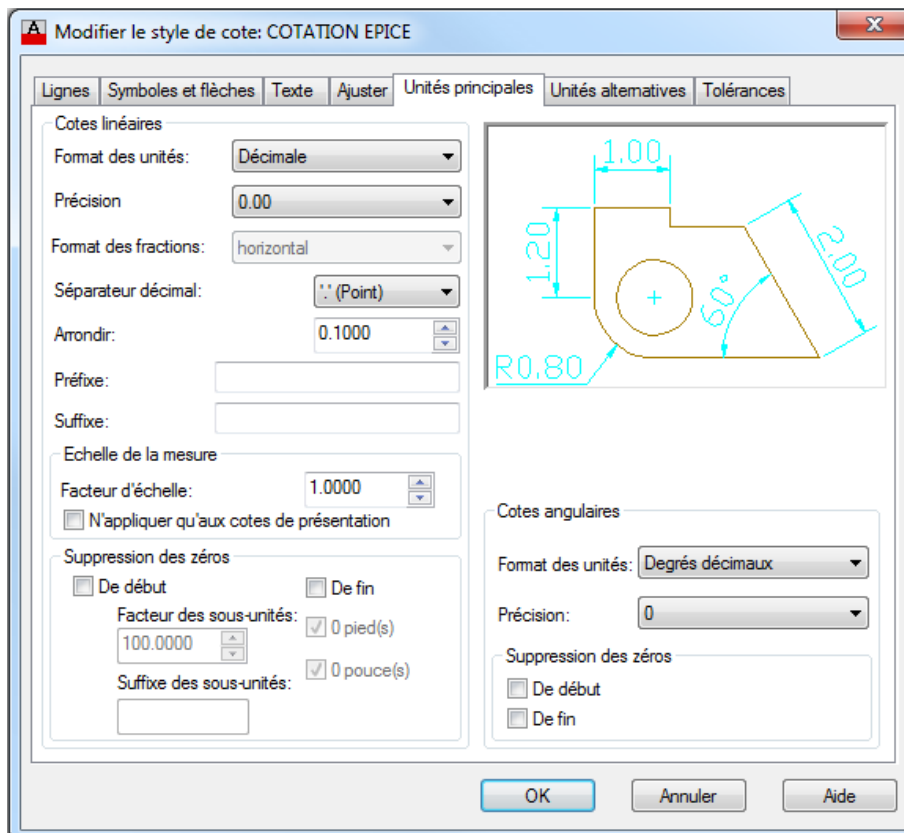 Modifier le style de cote: COTATION EPICE
Lignes
Symboles et flèches
Texte
Ajuster
Unités principales
Unités alternatives
Tolérances
Cotes linéaires
Format des unités: Décimale
Précision 0.00
Format des fractions: horizontal
Séparateur décimal: '.' (Point)
Arrondir: 0.1000
Préfixe:
Suffixe:
Echelle de la mesure
Facteur d'échelle: 1.0000
N'appliquer qu'aux cotes de présentation
Suppression des zéros
De début
De fin
Facteur des sous-unités:
100.0000
0 pied(s)
0 pouce(s)
Suffixe des sous-unités:
1.00
1.20
2.00
60°
R0.80
Cotes angulaires
Format des unités: Degrés décimaux
Précision: 0
Suppression des zéros
De début
De fin
OK
Annuler
Aide